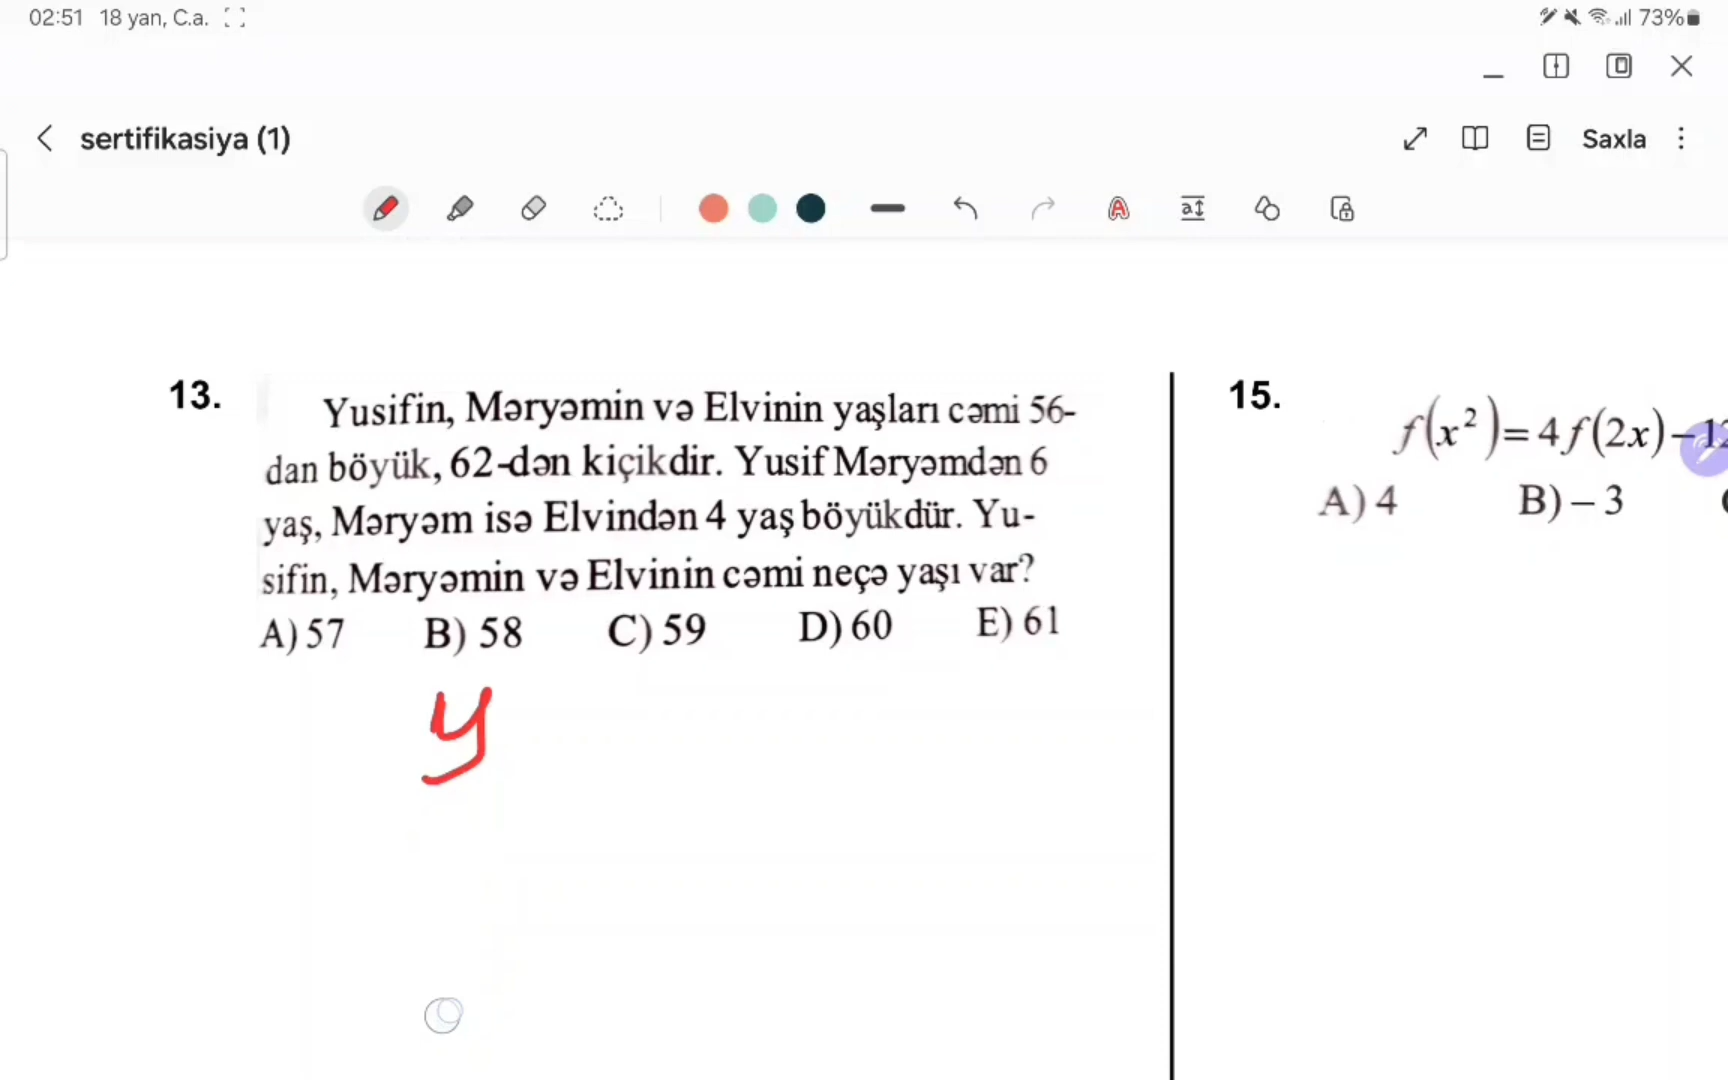 02:51 18 yan, C.a. 73%
sertifikasiya (1) Saxla
13.
Yusifin, Məryəmin və Elvinin yaşları cəmi 56-
dan böyük, 62-dən kiçikdir. Yusif Məryəmdən 6
yaş, Məryəm isə Elvindən 4 yaş böyükdür. Yu-
sifin, Məryəmin və Elvinin cəmi neçə yaşı var?
A) 57 B) 58 C) 59 D) 60 E) 61
y
15.
f(x²)=4f(2x)–12
A) 4 B) – 3